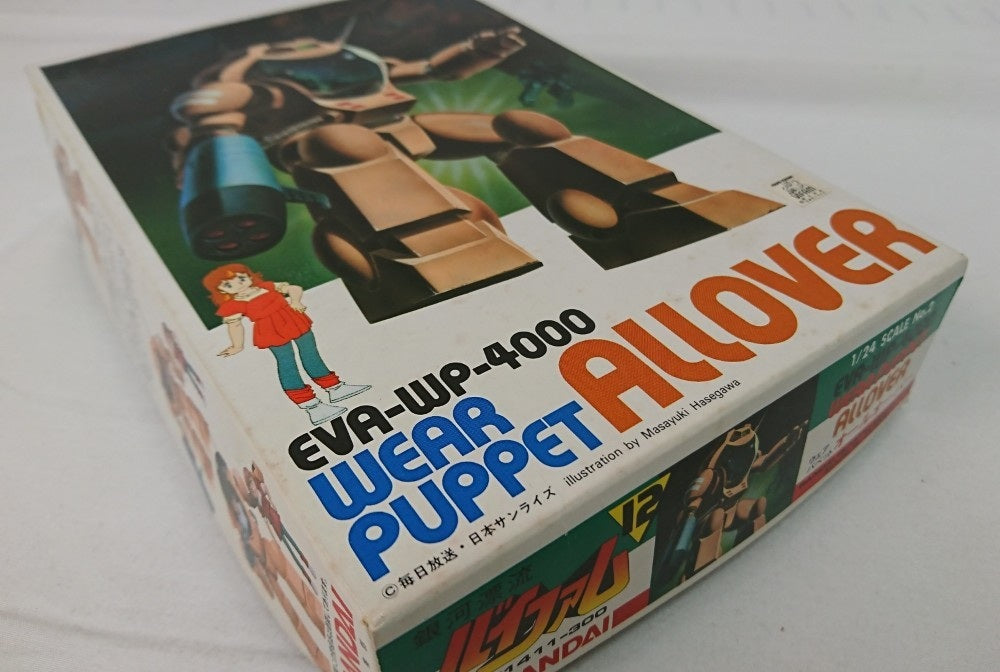 EVA-WP-4000
WEAR
PUPPET
ALLOVER
©毎日放送・日本サンライズ
illustration by Masayuki Hasegawa
1/24 SCALE No.2
ALLOVER
12
銀河漂流
バイファム
BANDAI